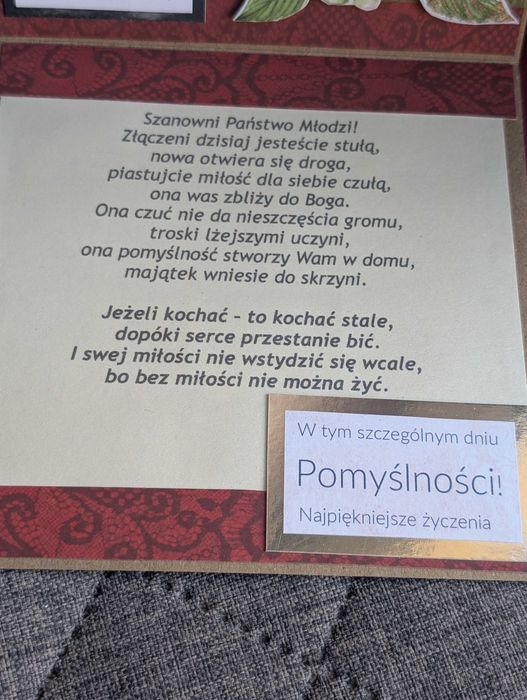 Szanowni Państwo Młodzi!
Złączeni dzisiaj jesteście stułą,
nowa otwiera się droga,
piastujcie miłość dla siebie czułą,
ona was zbliży do Boga.
Ona czuć nie da nieszczęścia gromu,
troski lżejszymi uczyni,
ona pomyślność stworzy Wam w domu,
majątek wniesie do skrzyni.
Jeżeli kochać - to kochać stale,
dopóki serce przestanie bić.
I swej miłości nie wstydzić się wcale,
bo bez miłości nie można żyć.
W tym szczególnym dniu
Pomyślności!
Najpiękniejsze życzenia